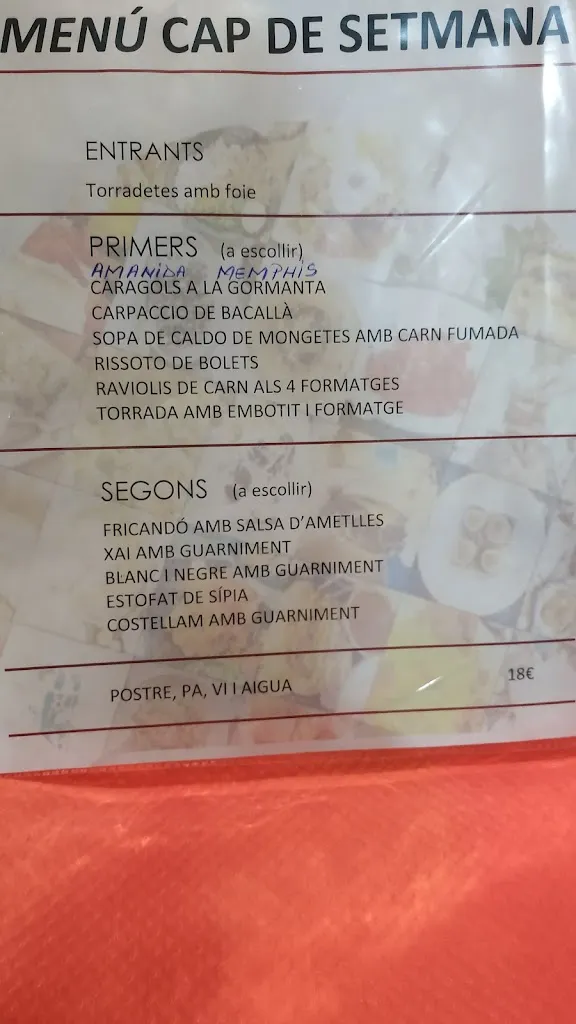 MENÚ CAP DE SETMANA
ENTRANTS
Torradetes amb foie
PRIMERS (a escollir)
AMANIDA MEMPHIS
CARAGOLS A LA GORMANTA
CARPACCIO DE BACALLÀ
SOPA DE CALDO DE MONGETES AMB CARN FUMADA
RISSOTO DE BOLETS
RAVIOLIS DE CARN ALS 4 FORMATGES
TORRADA AMB EMBOTIT I FORMATGE
SEGONS (a escollir)
FRICANDÓ AMB SALSA D'AMETLLES
XAI AMB GUARNIMENT
BLANC I NEGRE AMB GUARNIMENT
ESTOFAT DE SÍPIA
COSTELLAM AMB GUARNIMENT
POSTRE, PA, VI I AIGUA 18€